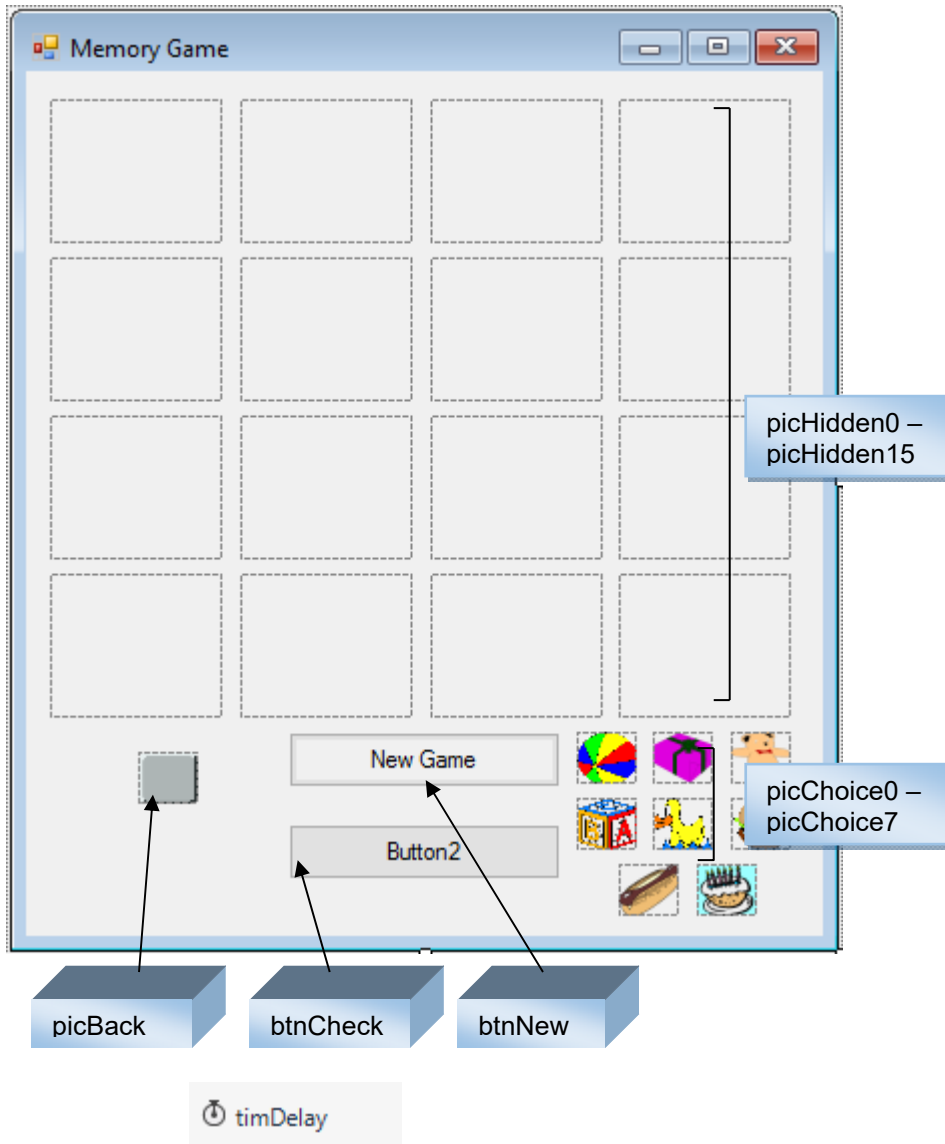 Memory Game
picHidden0 –
picHidden15
New Game
picChoice0 –
picChoice7
Button2
picBack
btnCheck
btnNew
timDelay